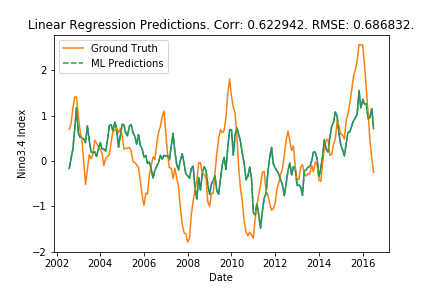 Linear Regression Predictions. Corr: 0.622942. RMSE: 0.686832.
Ground Truth
ML Predictions
Nino3.4 Index
2
1
0
−1
−2
2002 2004 2006 2008 2010 2012 2014 2016
Date